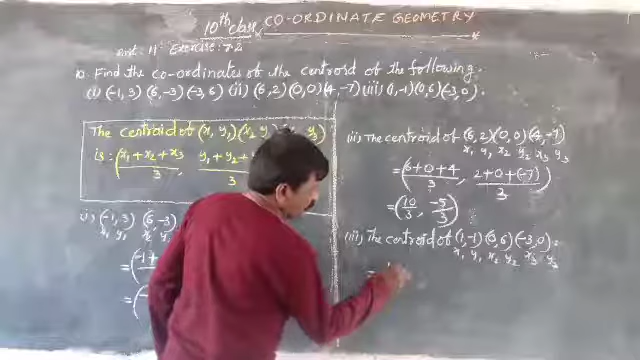 10th class, CO-ORDINATE GEOMETRY
Exercise: 7.2
10. Find the co-ordinates of the centroid of the following.
(i) (-1, 3) (6, -3) (-3, 6) (ii) (6, 2) (0, 0) (4, -7) (iii) (1, -1) (0, 6) (-3, 0).
The centroid of (x₁ y₁) (x₂ y₂) y₃)
is: (x₁ + x₂ + x₃ / 3, y₁ + y₂ + / 3
i) (-1, 3) (6, -3)
x₁ y₁ x₂ y₂
= (-1+
= (-
ii) The centroid of (6, 2) (0, 0) (4, -7)
x₁ y₁ x₂ y₂ x₃ y₃
= (6+0+4 / 3, 2+0+(-7) / 3)
= (10/3, -5/3)
(iii) The centroid of (1, -1) (0, 6) (-3, 0) =
x₁ y₁ x₂ y₂ x₃ y₃
=